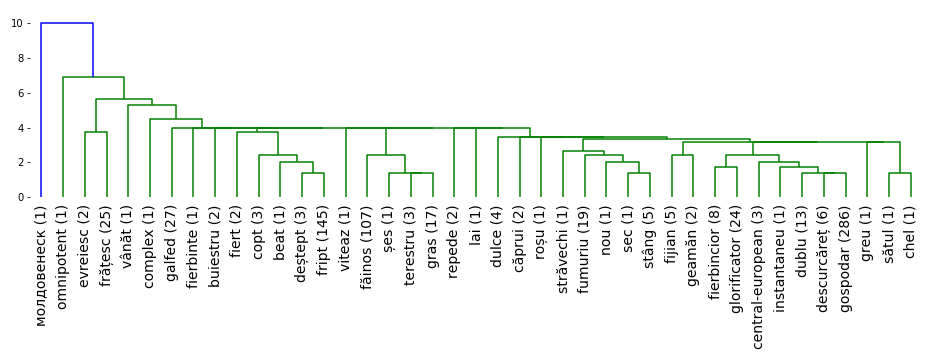 10
8
6
4
2
0
молдовенеск (1)
omnipotent (1)
evreiesc (2)
frățesc (25)
vânăt (1)
complex (1)
galfed (27)
fierbinte (1)
buiestru (2)
fiert (2)
copt (3)
beat (1)
deștept (3)
fript (145)
viteaz (1)
făinos (107)
șes (1)
terestru (3)
gras (17)
repede (2)
lai (1)
dulce (4)
căprui (2)
roșu (1)
străvechi (1)
fumuriu (19)
nou (1)
sec (1)
stâng (5)
fijian (5)
geamăn (2)
fierbincior (8)
glorificator (24)
central-european (3)
instantaneu (1)
dublu (13)
descurcăreț (6)
gospodar (286)
greu (1)
sătul (1)
chel (1)